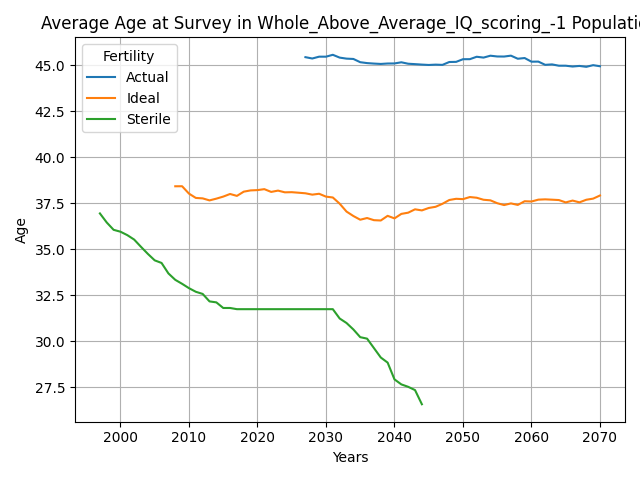 Average Age at Survey in Whole_Above_Average_IQ_scoring_-1 Populati
Fertility
Actual
Ideal
Sterile
45.0
42.5
40.0
37.5
35.0
32.5
30.0
27.5
Age
2000 2010 2020 2030 2040 2050 2060 2070
Years